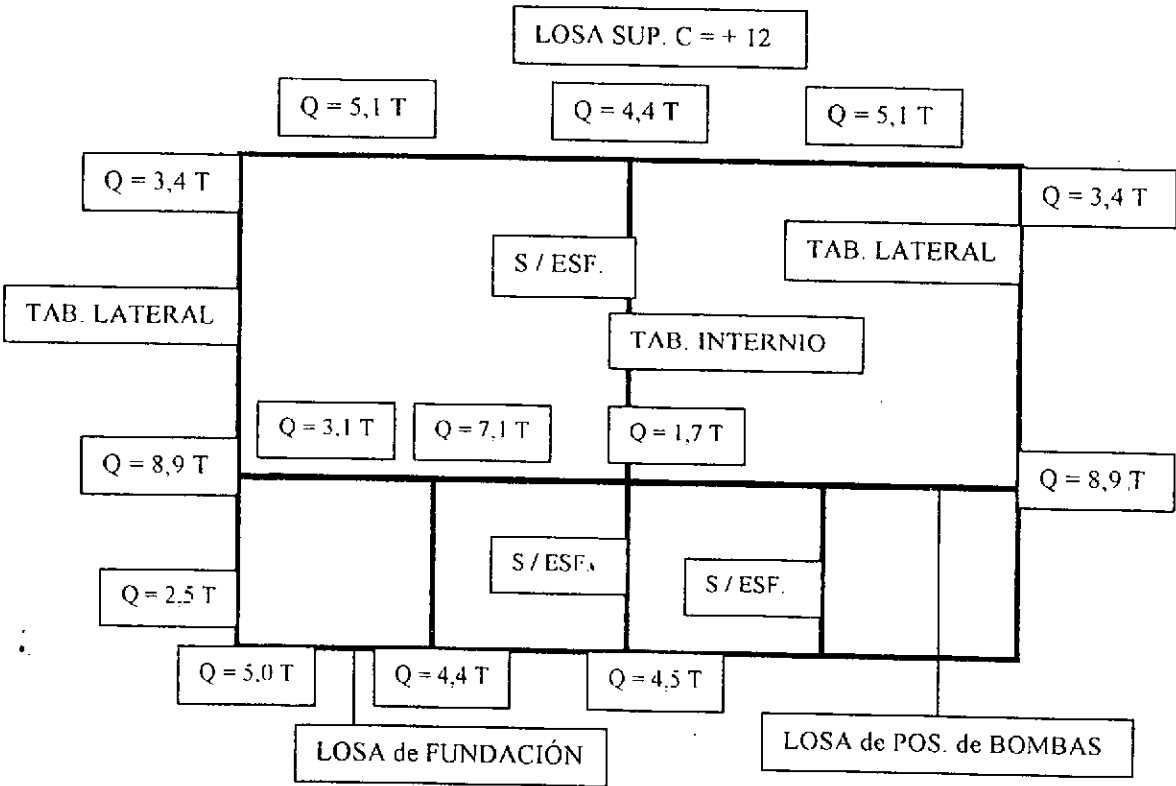 LOSA SUP. C = + 12
Q = 5,1 T
Q = 4,4 T
Q = 5,1 T
Q = 3,4 T
Q = 3,4 T
S / ESF.
TAB. LATERAL
TAB. LATERAL
TAB. INTERNIO
Q = 3,1 T
Q = 7,1 T
Q = 1,7 T
Q = 8,9 T
Q = 8,9 T
S / ESF.
S / ESF.
Q = 2,5 T
Q = 5,0 T
Q = 4,4 T
Q = 4,5 T
LOSA de FUNDACIÓN
LOSA de POS. de BOMBAS